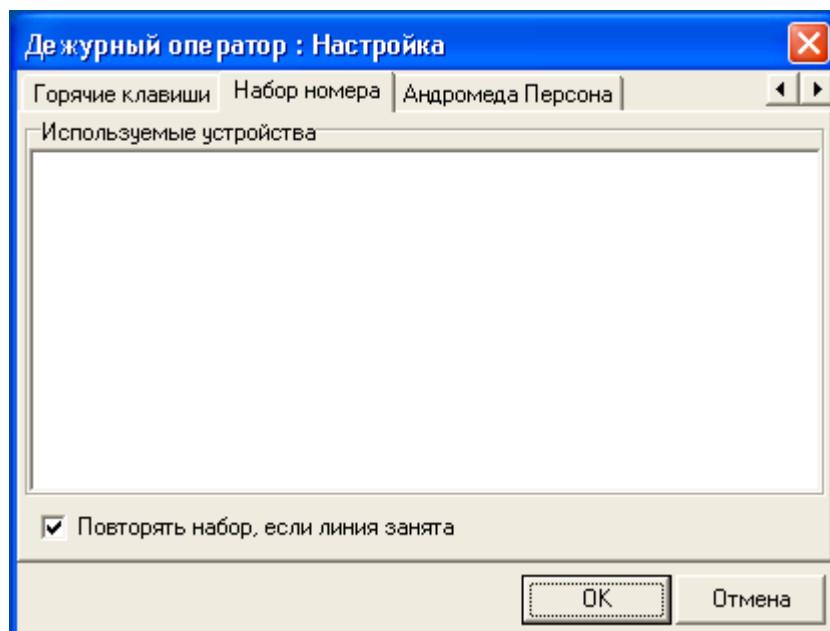 Дежурный оператор : Настройка
Горячие клавиши Набор номера Андромеда Персона
Используемые устройства
Повторять набор, если линия занята
OK Отмена